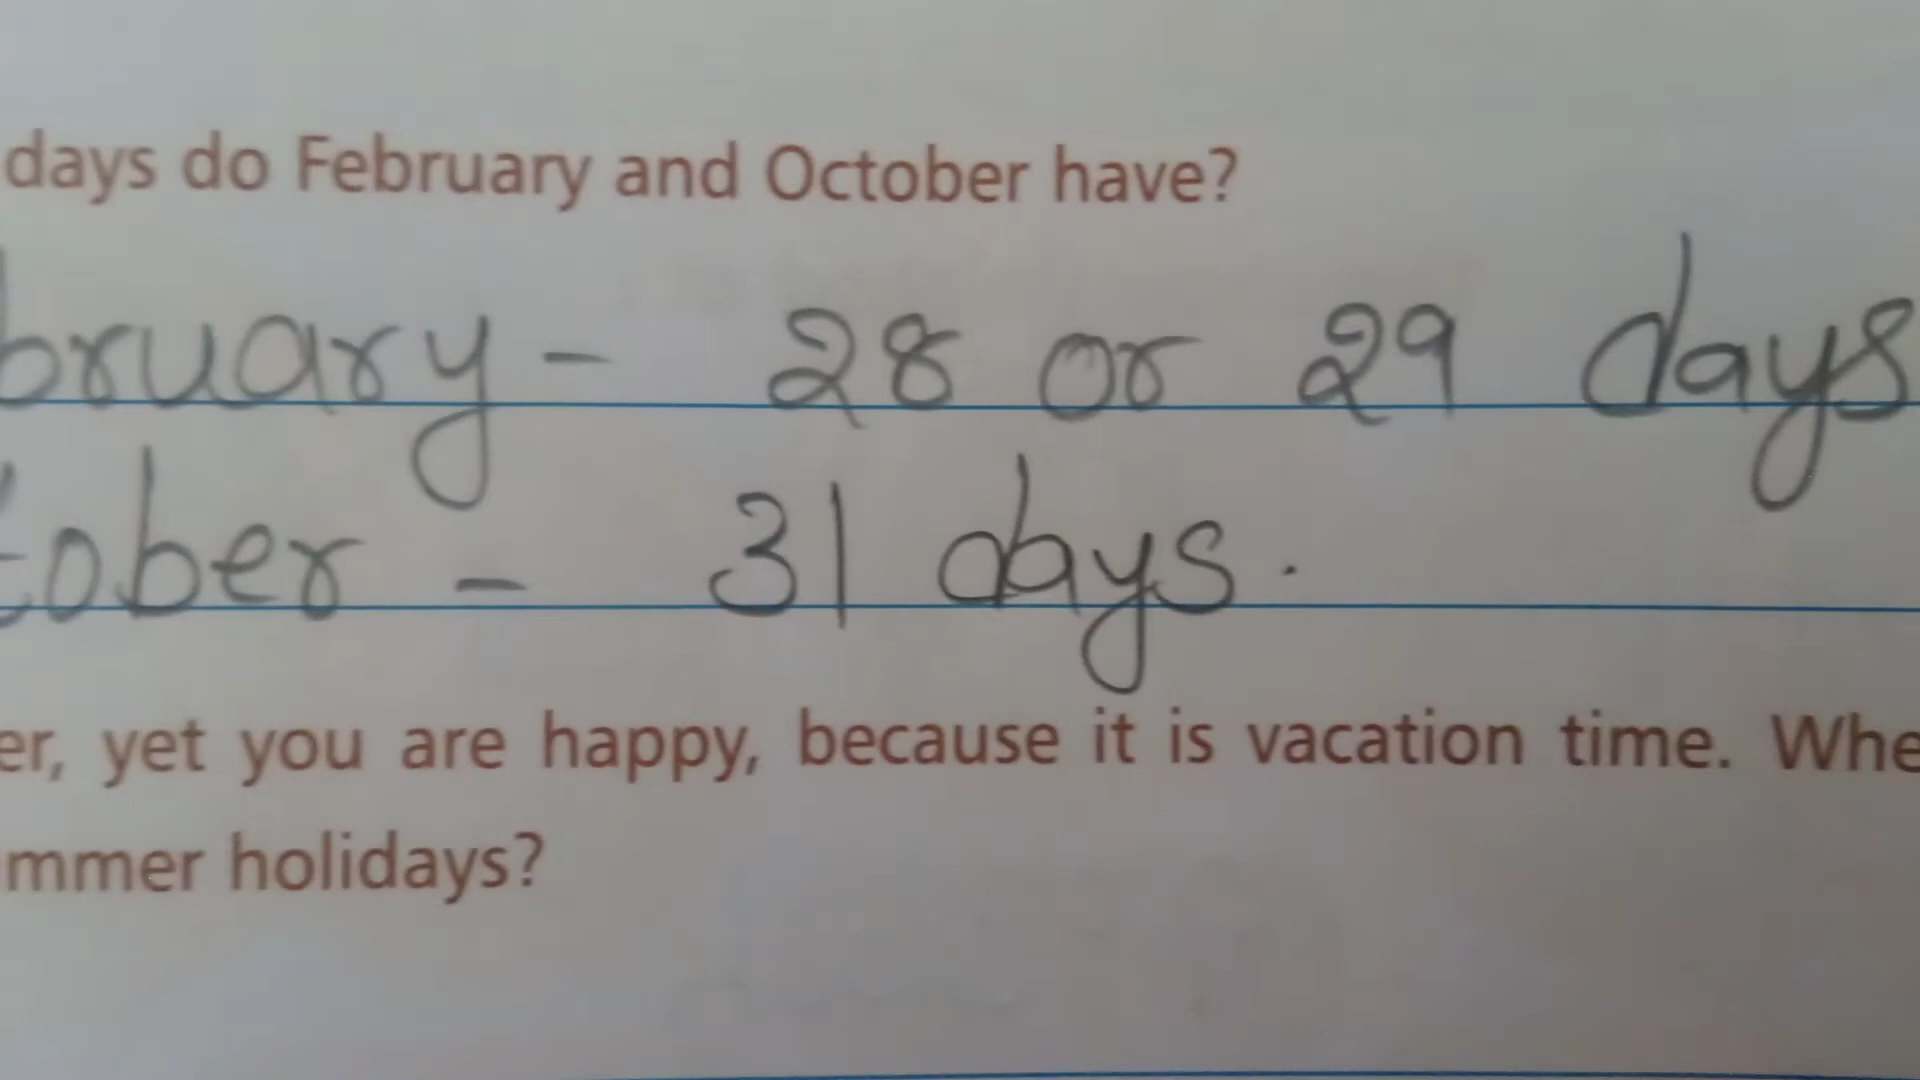 days do February and October have?
bruary - 28 or 29 days
tober - 31 days.
er, yet you are happy, because it is vacation time. Whe
mmer holidays?